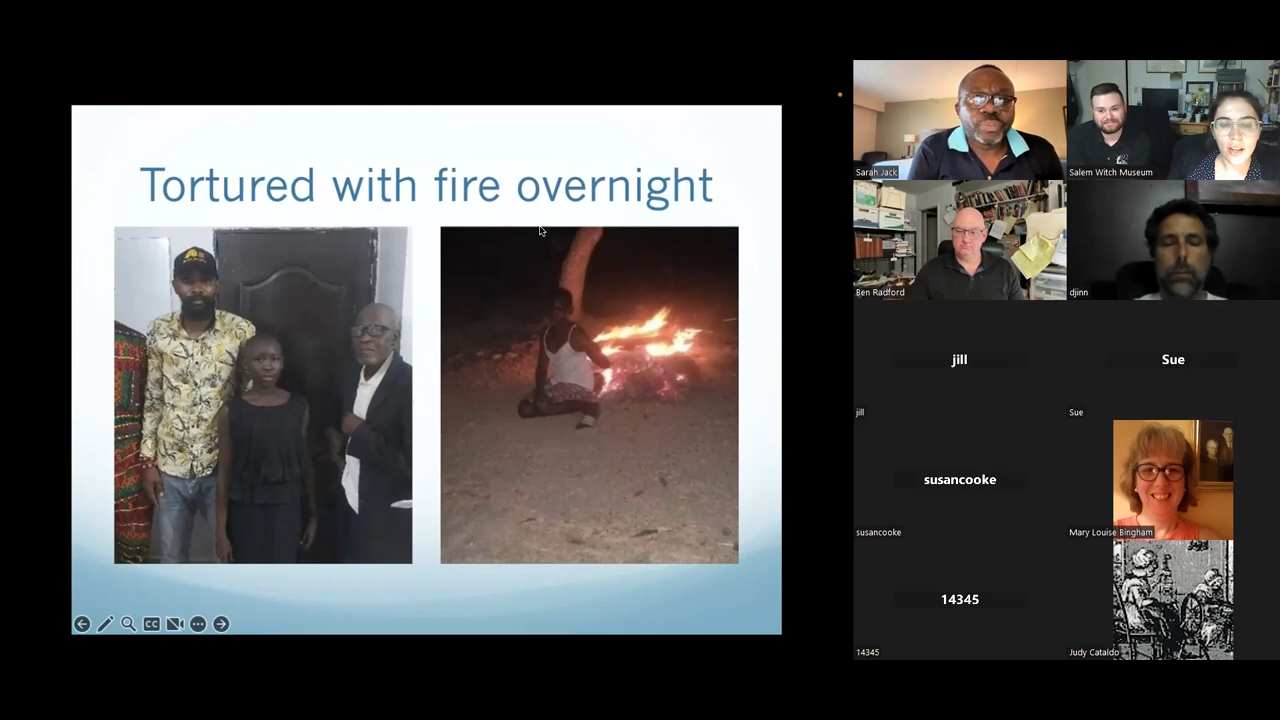 Tortured with fire overnight
CC
Sarah Jack
Salem Witch Museum
Ben Radford
djinn
jill
jill
Sue
Sue
susancooke
susancooke
Mary Louise Bingham
14345
14345
Judy Cataldo